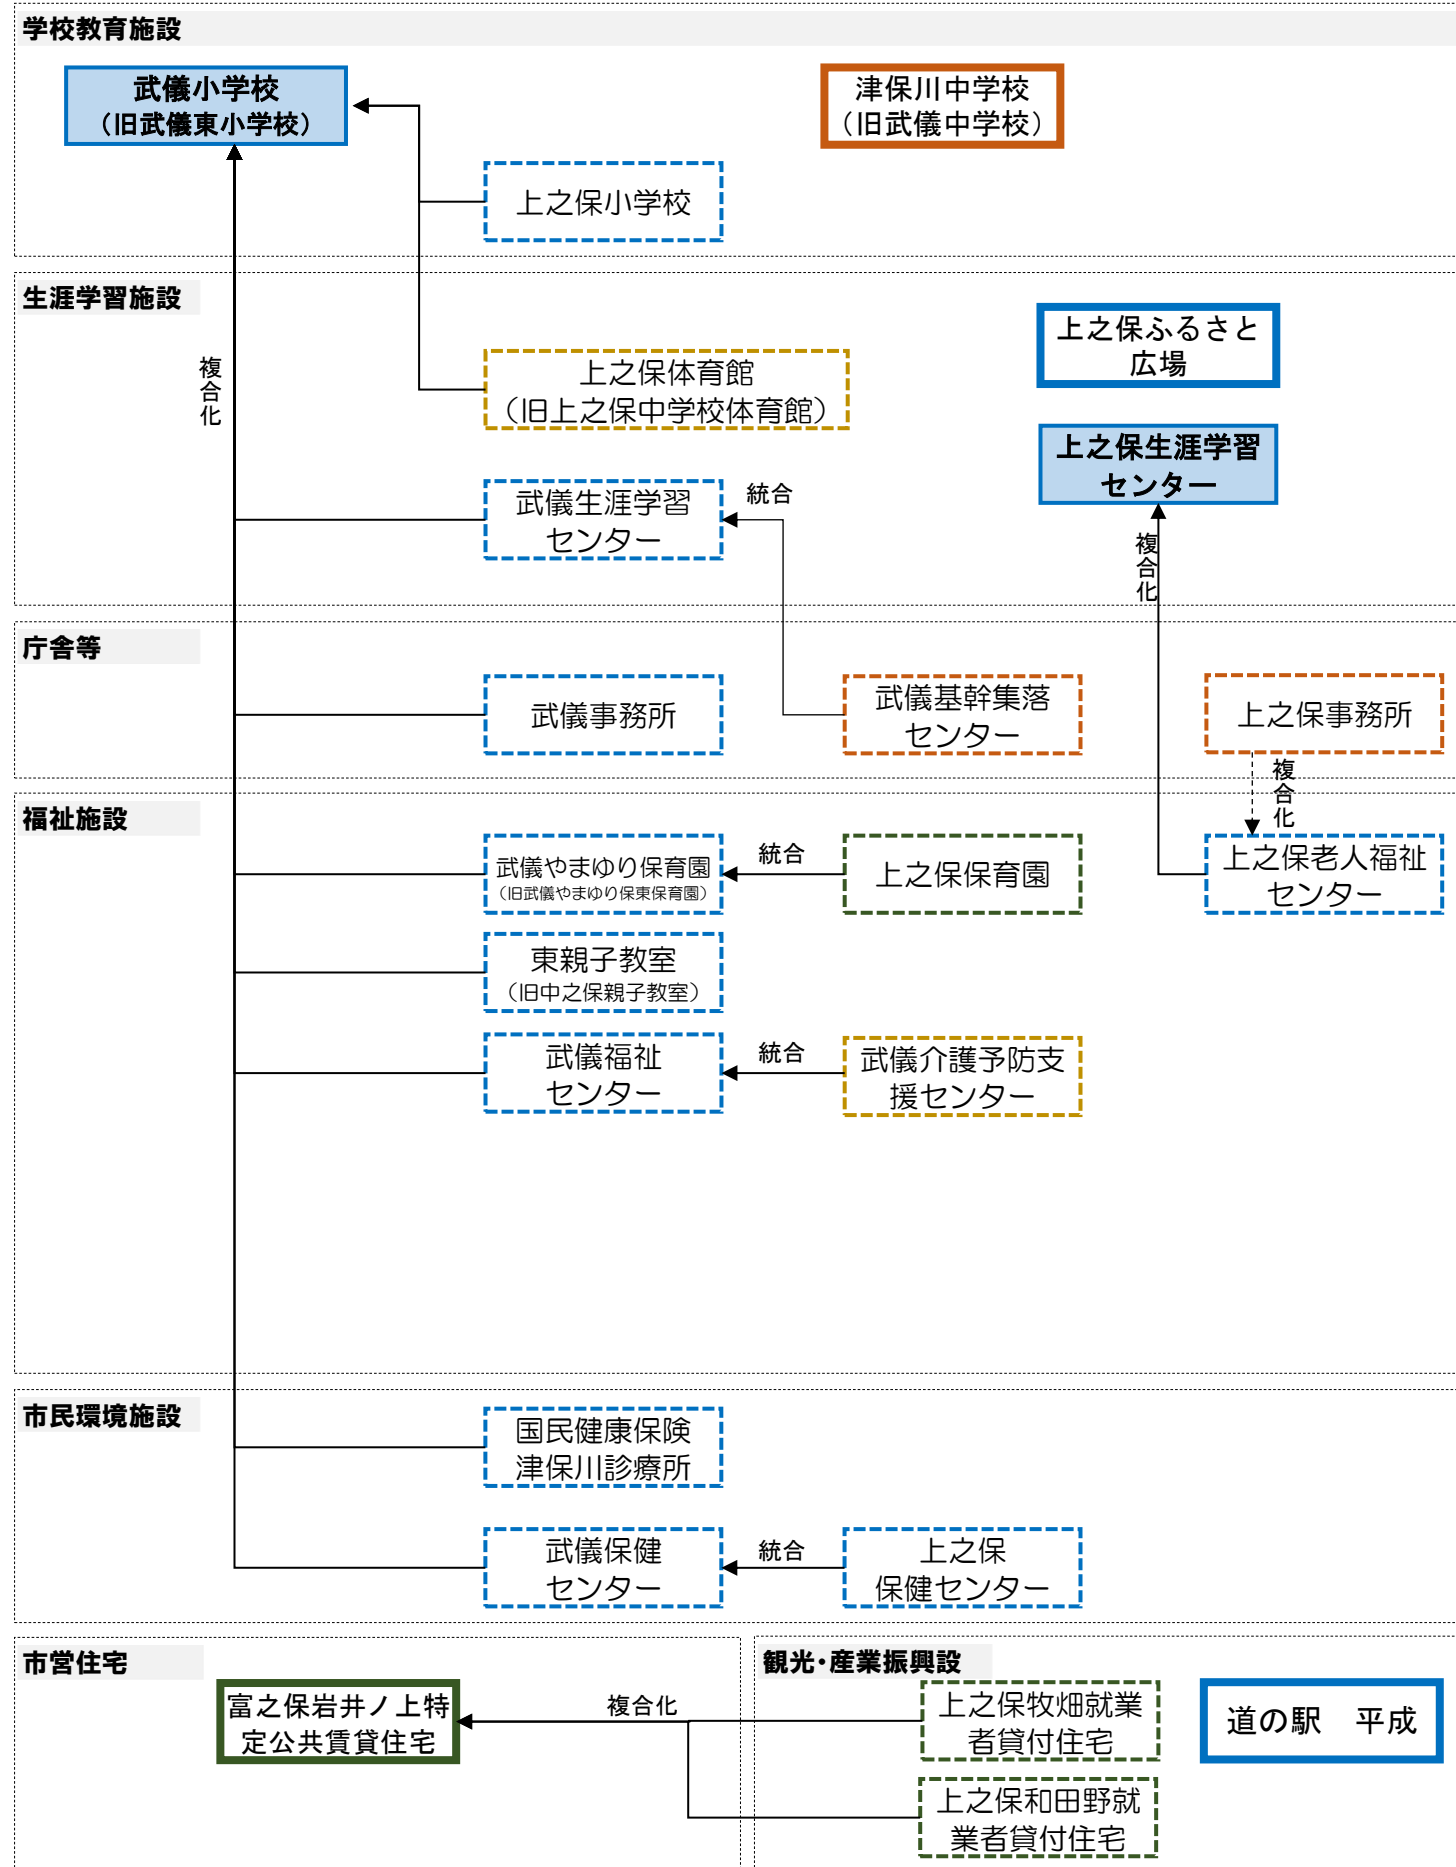 学校教育施設
武儀小学校
（旧武儀東小学校）
津保川中学校
（旧武儀中学校）
上之保小学校
生涯学習施設
上之保ふるさと
広場
複合化
上之保体育館
（旧上之保中学校体育館）
上之保生涯学習
センター
武儀生涯学習
センター
統合
複合化
庁舎等
武儀事務所
武儀基幹集落
センター
上之保事務所
複合化
福祉施設
武儀やまゆり保育園
（旧武儀やまゆり保東保育園）
統合
上之保保育園
上之保老人福祉
センター
東親子教室
（旧中之保親子教室）
武儀福祉
センター
統合
武儀介護予防支
援センター
市民環境施設
国民健康保険
津保川診療所
武儀保健
センター
統合
上之保
保健センター
市営住宅
富之保岩井ノ上特
定公共賃貸住宅
複合化
観光・産業振興設
上之保牧畑就業
者貸付住宅
道の駅　平成
上之保和田野就
業者貸付住宅